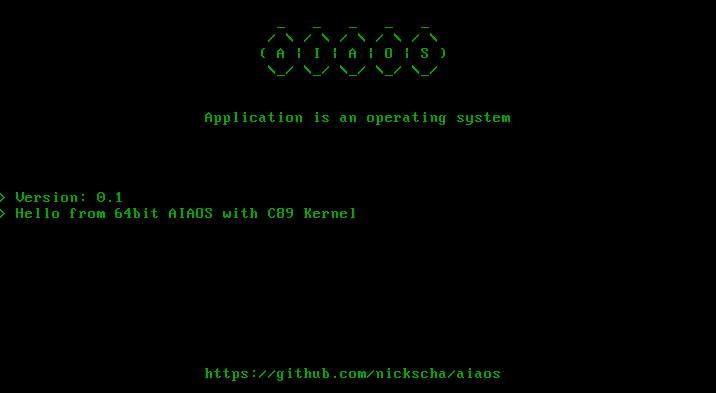 ( A | I | A | O | S )
Application is an operating system
> Version: 0.1
> Hello from 64bit AIAOS with C89 Kernel
https://github.com/nickscha/aiaos